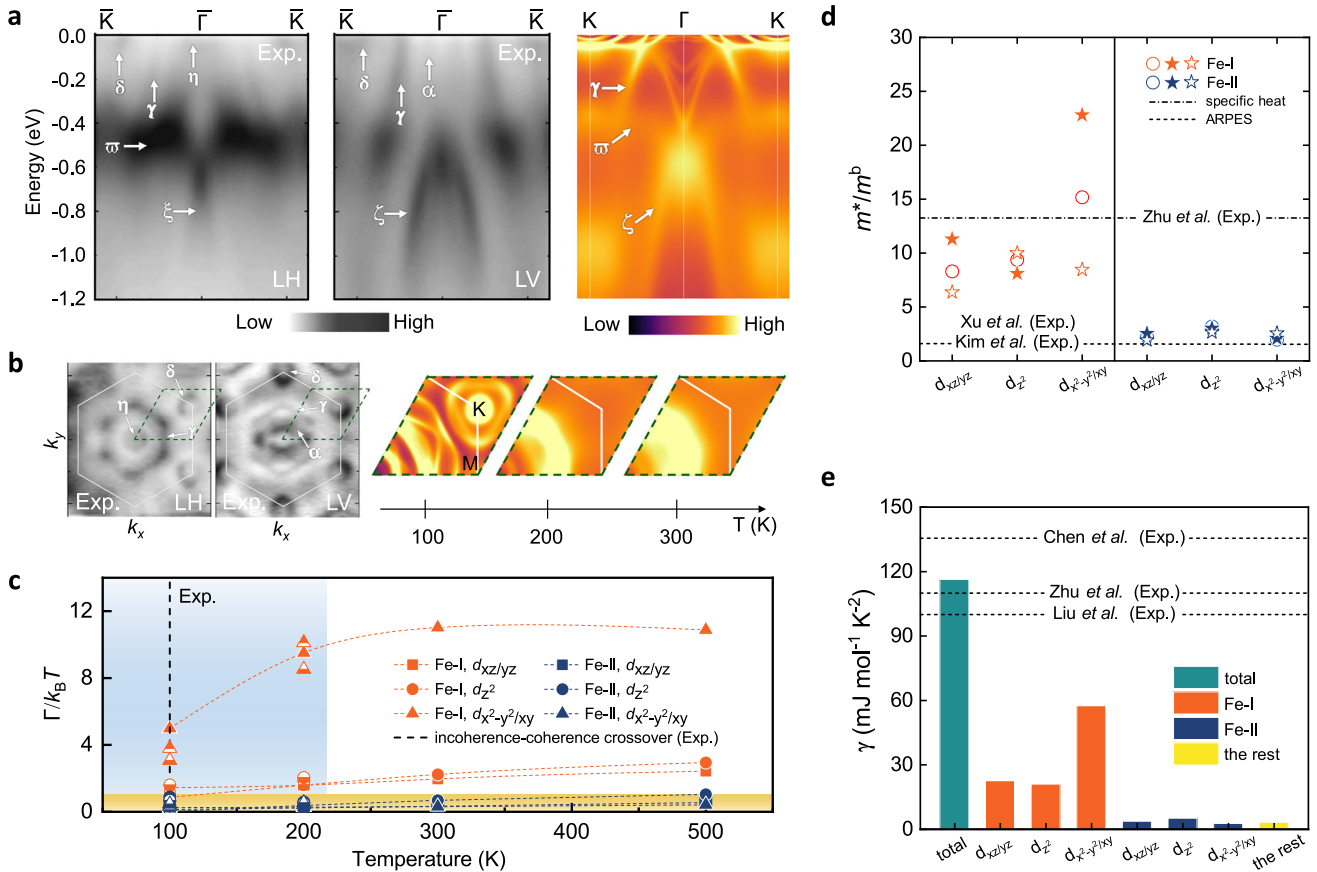 a
K̅ Γ̅ K̅
K̅ Γ̅ K̅
K Γ K
Energy (eV)
0.0
-0.2
-0.4
-0.6
-0.8
-1.0
-1.2
Exp.
δ
γ
η
ϖ
ξ
LH
Exp.
δ
γ
α
ζ
LV
γ
ϖ
ζ
Low High
Low High
b
k_y
δ
η
γ
Exp. LH
k_x
δ
γ
α
Exp. LV
k_x
K
M
100 200 300
T (K)
c
Γ/k_BT
12
8
4
0
Exp.
Fe-I, d_xz/yz
Fe-I, d_z²
Fe-I, d_x²-y²/xy
Fe-II, d_xz/yz
Fe-II, d_z²
Fe-II, d_x²-y²/xy
incoherence-coherence crossover (Exp.)
100 200 300 400 500
Temperature (K)
d
m*/m^b
30
25
20
15
10
5
0
Fe-I
Fe-II
specific heat
ARPES
Zhu et al. (Exp.)
Xu et al. (Exp.)
Kim et al. (Exp.)
d_xz/yz d_z² d_x²-y²/xy d_xz/yz d_z² d_x²-y²/xy
e
γ (mJ mol⁻¹ K⁻²)
150
120
90
60
30
0
Chen et al. (Exp.)
Zhu et al. (Exp.)
Liu et al. (Exp.)
total
Fe-I
Fe-II
the rest
total d_xz/yz d_z² d_x²-y²/xy d_xz/yz d_z² d_x²-y²/xy the rest